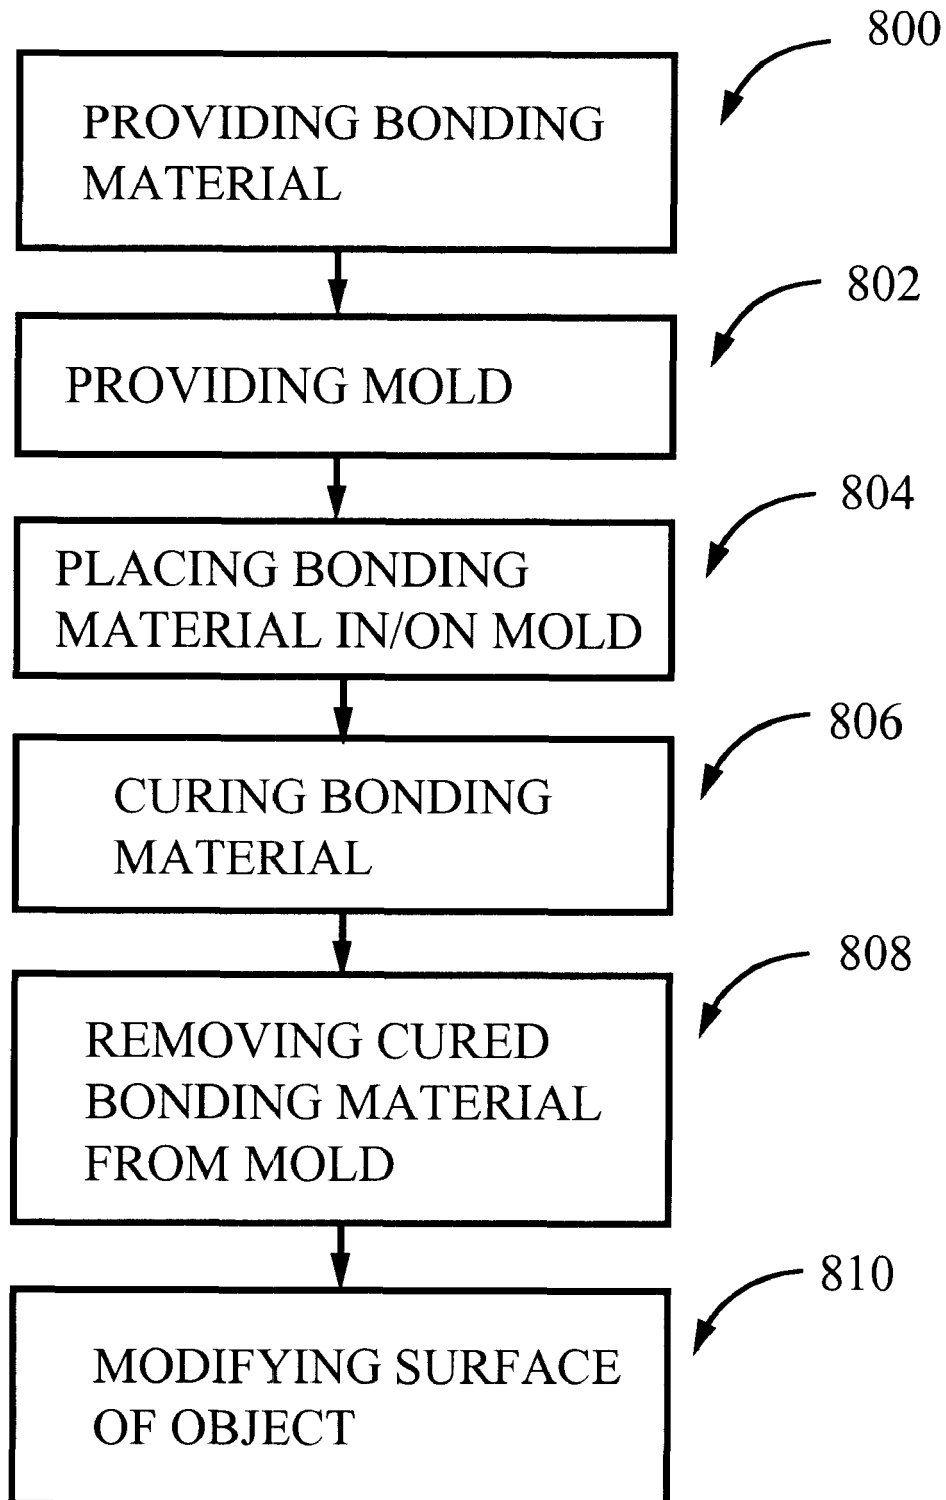 800
PROVIDING BONDING
MATERIAL
802
PROVIDING MOLD
804
PLACING BONDING
MATERIAL IN/ON MOLD
806
CURING BONDING
MATERIAL
808
REMOVING CURED
BONDING MATERIAL
FROM MOLD
810
MODIFYING SURFACE
OF OBJECT